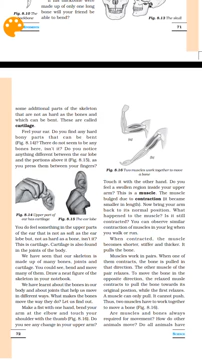 made up of only one long
bone will your friend be
able to bend?
Fig. 8.12 The
Fig. 8.13 The skull
71
some additional parts of the skeleton
that are not as hard as the bones and
which can be bent. These are called
cartilage.
Feel your ear. Do you find any hard
bony parts that can be bent
(Fig. 8.14)? There do not seem to be any
bones here, isn't it? Do you notice
anything different between the ear lobe
and the portions above it (Fig. 8.15), as
you press them between your fingers?
Fig. 8.14 Upper part of
ear has cartilage
Fig. 8.15 The ear lobe
You do feel something in the upper parts
of the ear that is not as soft as the ear
lobe but, not as hard as a bone, isn't it?
This is cartilage. Cartilage is also found
in the joints of the body.
We have seen that our skeleton is
made up of many bones, joints and
cartilage. You could see, bend and move
many of them. Draw a neat figure of the
skeleton in your notebook.
We have learnt about the bones in our
body and about joints that help us move
in different ways. What makes the bones
move the way they do? Let us find out.
Make a fist with one hand, bend your
arm at the elbow and touch your
shoulder with the thumb (Fig. 8.16). Do
you see any change in your upper arm?
72
Fig. 8.16 Two muscles work together to move
a bone
Touch it with the other hand. Do you
feel a swollen region inside your upper
arm? This is a muscle. The muscle
bulged due to contraction (it became
smaller in length). Now bring your arm
back to its normal position. What
happened to the muscle? Is it still
contracted? You can observe similar
contraction of muscles in your leg when
you walk or run.
When contracted, the muscle
becomes shorter, stiffer and thicker. It
pulls the bone.
Muscles work in pairs. When one of
them contracts, the bone is pulled in
that direction. The other muscle of the
pair relaxes. To move the bone in the
opposite direction, the relaxed muscle
contracts to pull the bone towards its
original position, while the first relaxes.
A muscle can only pull. It cannot push.
Thus, two muscles have to work together
to move a bone (Fig. 8.16).
Are muscles and bones always
required for movement? How do other
animals move? Do all animals have